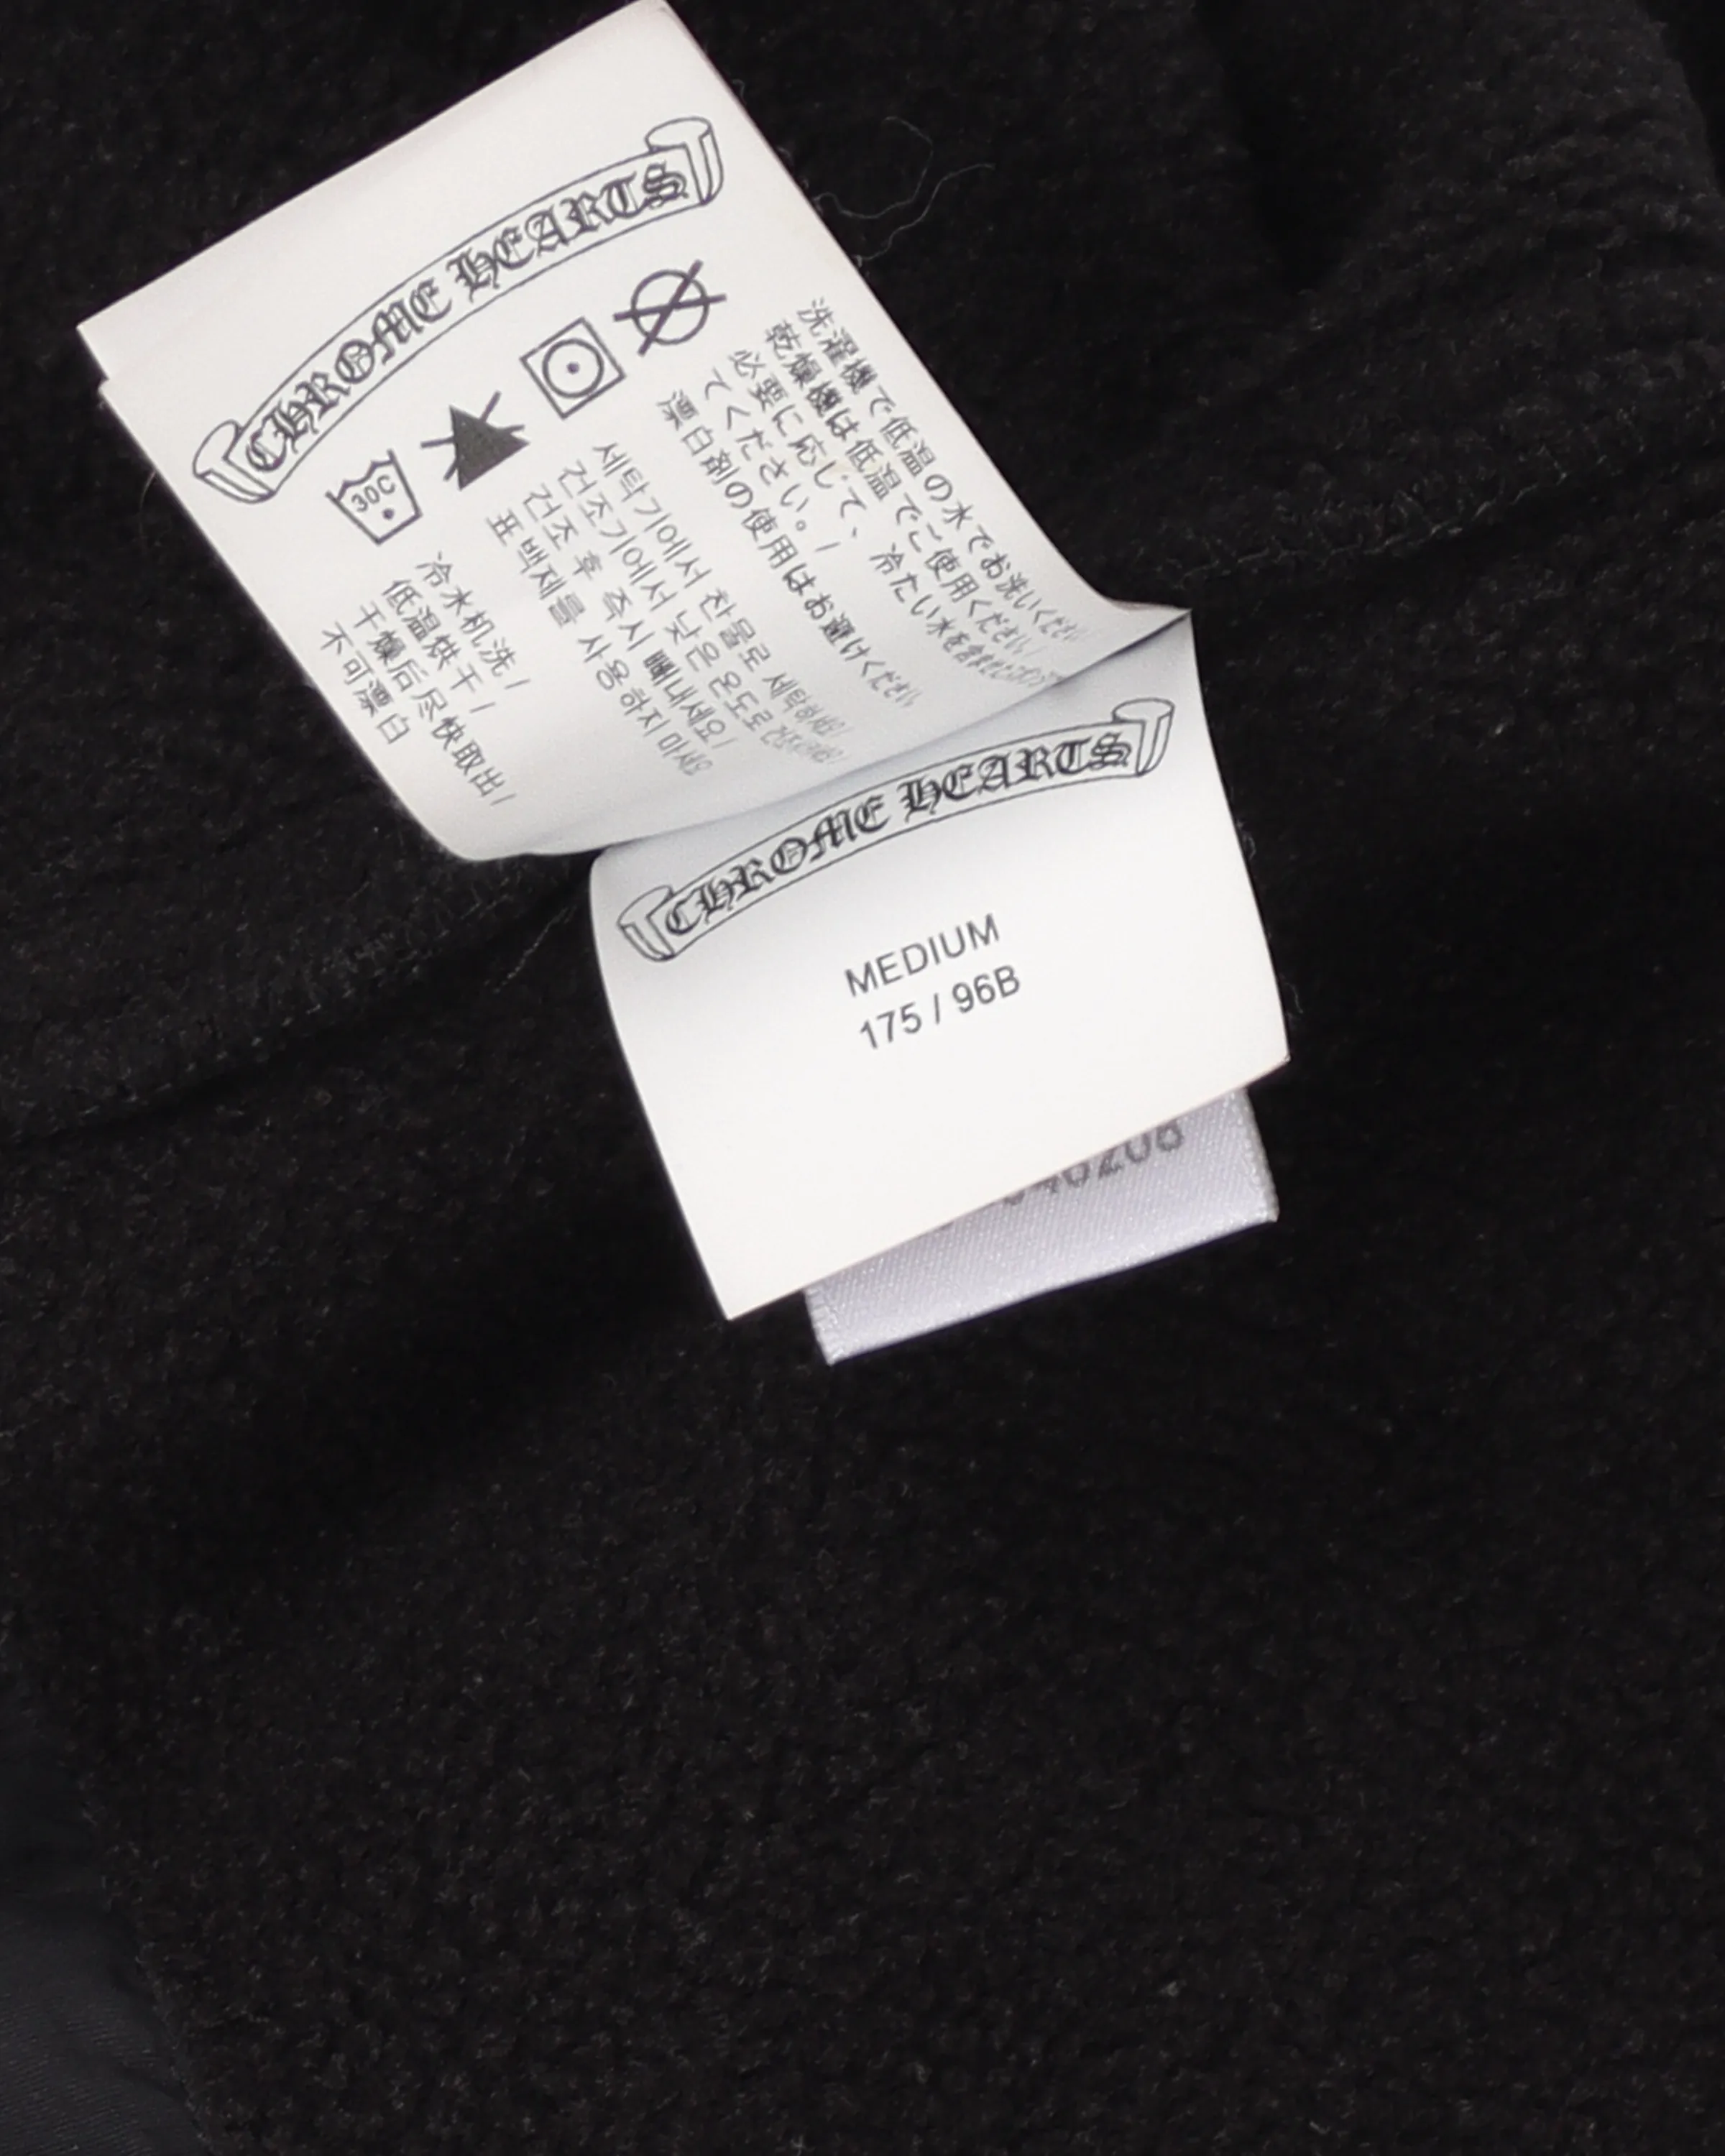 CHROME HEARTS
30C
冷水机洗/
低温烘干/
干燥后尽快取出/
不可漂白
세탁기에서 찬물로 세탁하세요/
건조기에서 낮은 온도로 건조하세요/
건조 후 즉시 빼내세요/
표백제를 사용하지 마세요
洗濯機で低温の水でお洗いください/
乾燥機は低温でご使用ください/
必要に応じて、冷たい水を
てください。/
漂白剤の使用はお避けください
CHROME HEARTS
MEDIUM
175 / 96B